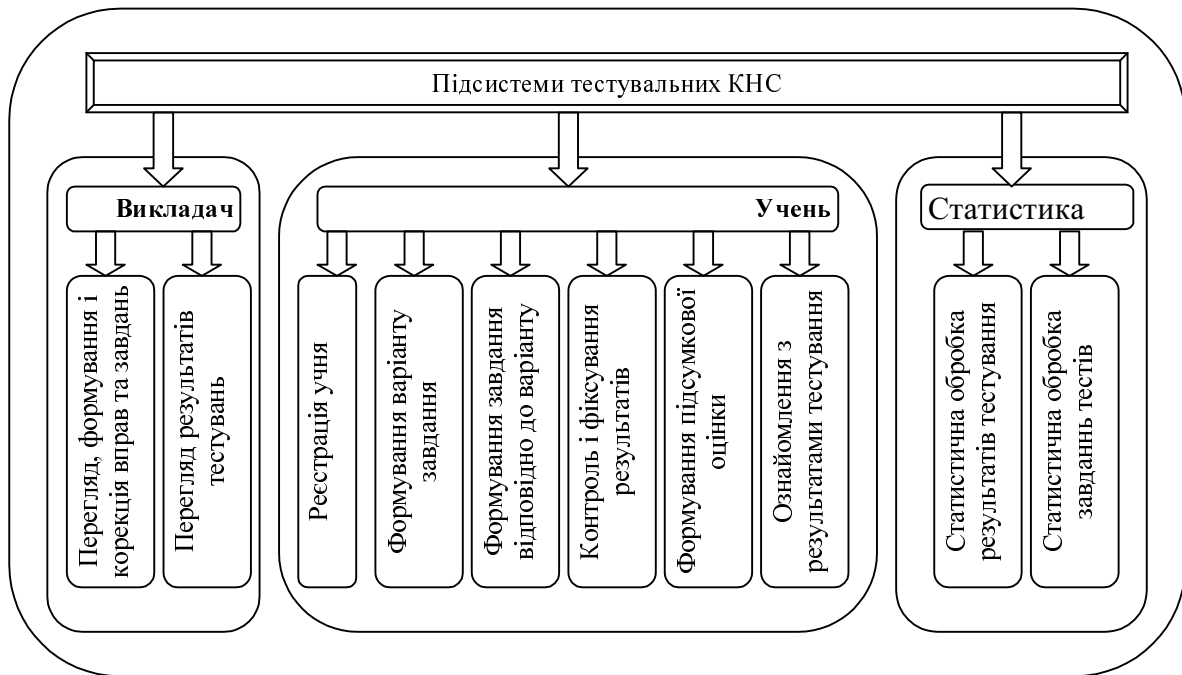 Підсистеми тестувальних КНС
Викладач
Учень
Статистика
Перегляд, формування і
корекція вправ та завдань
Перегляд результатів
тестувань
Реєстрація учня
Формування варіанту
завдання
Формування завдання
відповідно до варіанту
Контроль і фіксування
результатів
Формування підсумкової
оцінки
Ознайомлення з
результатами тестування
Статистична обробка
результатів тестування
Статистична обробка
завданнь тестів